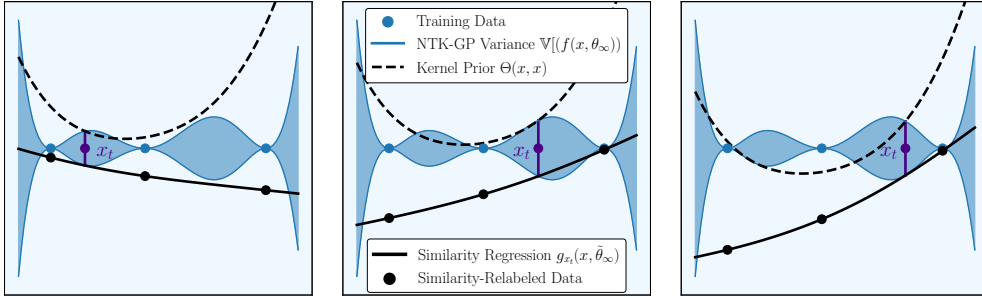 x_t
Training Data
NTK-GP Variance 𝕍[(f(x, θ_∞))
Kernel Prior Θ(x, x)
x_t
Similarity Regression g_{x_t}(x, θ̃_∞)
Similarity-Relabeled Data
x_t